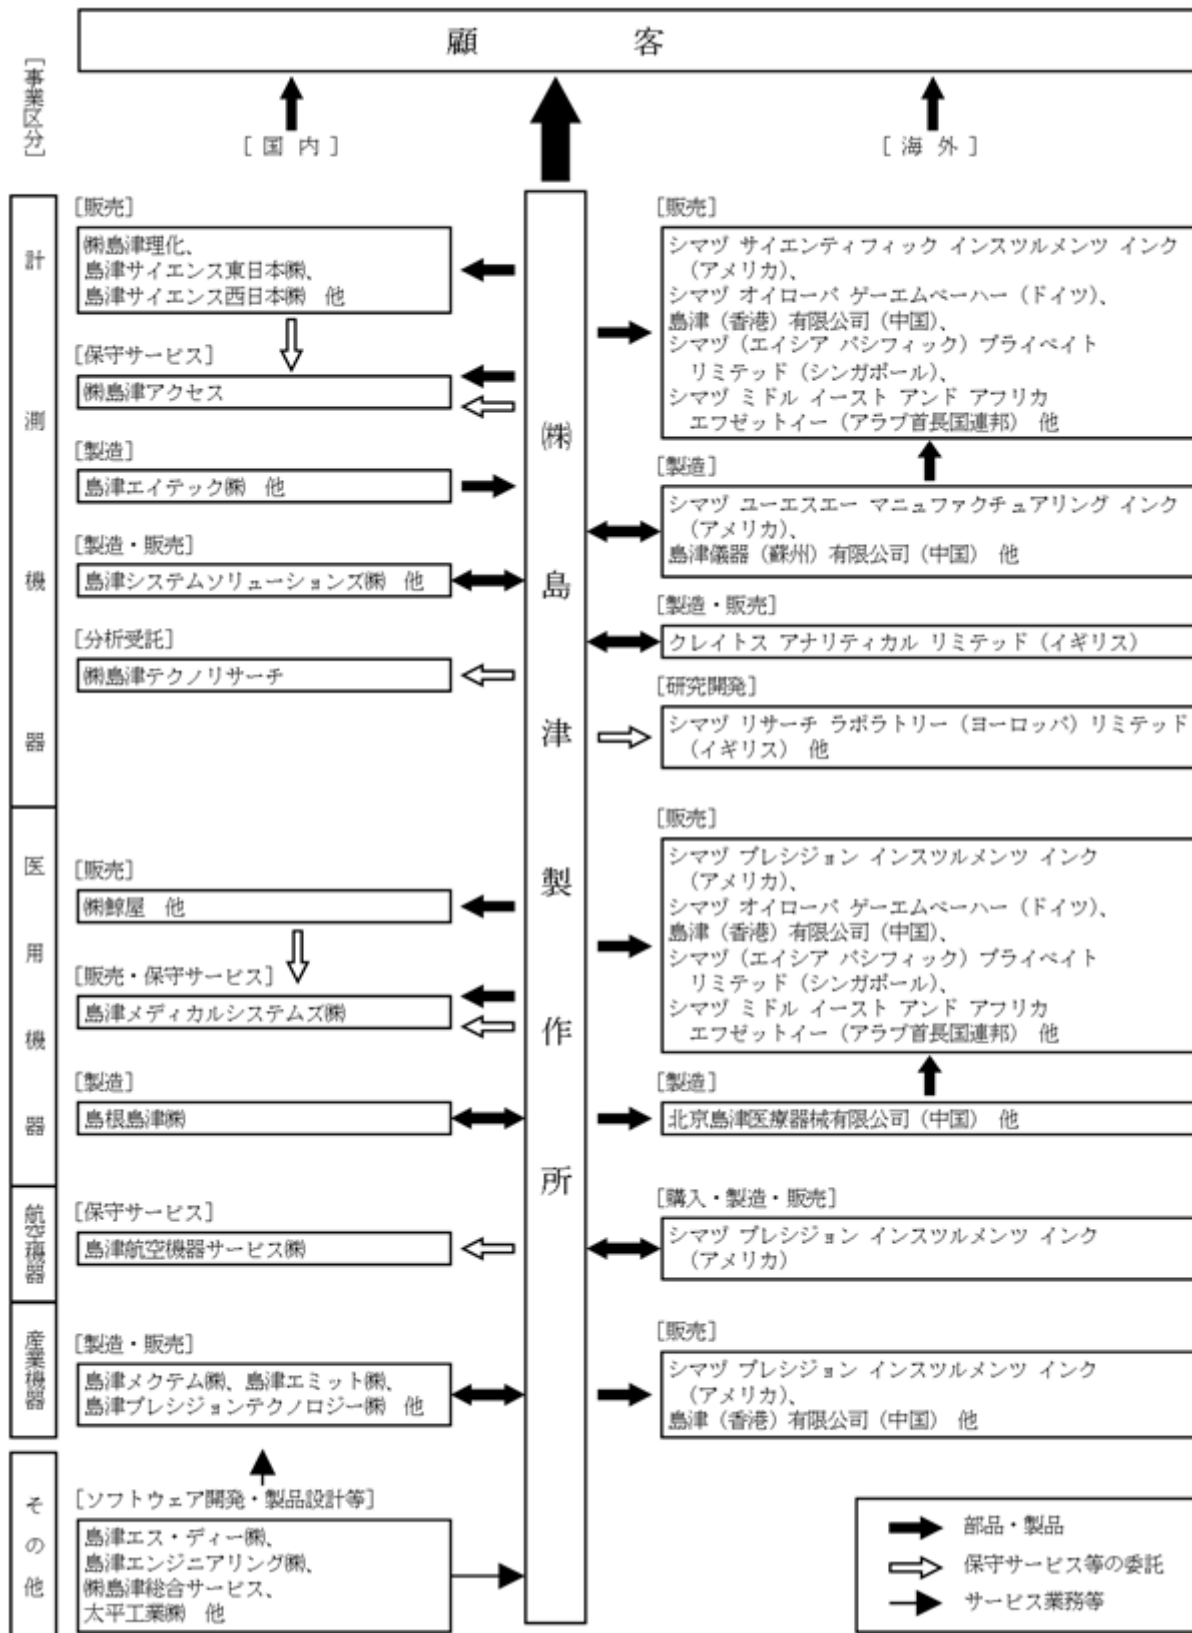 顧客
[事業区分]
[国内]
[海外]
計測機器
[販売]
㈱島津理化、
島津サイエンス東日本㈱、
島津サイエンス西日本㈱ 他
[保守サービス]
㈱島津アクセス
[製造]
島津エイテック㈱ 他
[製造・販売]
島津システムソリューションズ㈱ 他
[分析受託]
㈱島津テクノリサーチ
医用機器
[販売]
㈱鯨屋 他
[販売・保守サービス]
島津メディカルシステムズ㈱
[製造]
島根島津㈱
航空機器
[保守サービス]
島津航空機器サービス㈱
産業機器
[製造・販売]
島津メクテム㈱、島津エミット㈱、
島津プレシジョンテクノロジー㈱ 他
その他
[ソフトウェア開発・製品設計等]
島津エス・ディー㈱、
島津エンジニアリング㈱、
㈱島津総合サービス、
太平工業㈱ 他
㈱島津製作所
[販売]
シマヅ サイエンティフィック インスツルメンツ インク
(アメリカ)、
シマヅ オイローパ ゲーエムベーハー (ドイツ)、
島津 (香港) 有限公司 (中国)、
シマヅ (エイシア パシフィック) プライベイト
リミテッド (シンガポール)、
シマヅ ミドル イースト アンド アフリカ
エフゼットイー (アラブ首長国連邦) 他
[製造]
シマヅ ユーエスエー マニュファクチュアリング インク
(アメリカ)、
島津儀器 (蘇州) 有限公司 (中国) 他
[製造・販売]
クレイトス アナリティカル リミテッド (イギリス)
[研究開発]
シマヅ リサーチ ラボラトリー (ヨーロッパ) リミテッド
(イギリス) 他
[販売]
シマヅ プレシジョン インスツルメンツ インク
(アメリカ)、
シマヅ オイローパ ゲーエムベーハー (ドイツ)、
島津 (香港) 有限公司 (中国)、
シマヅ (エイシア パシフィック) プライベイト
リミテッド (シンガポール)、
シマヅ ミドル イースト アンド アフリカ
エフゼットイー (アラブ首長国連邦) 他
[製造]
北京島津医療器械有限公司 (中国) 他
[購入・製造・販売]
シマヅ プレシジョン インスツルメンツ インク
(アメリカ)
[販売]
シマヅ プレシジョン インスツルメンツ インク
(アメリカ)、
島津 (香港) 有限公司 (中国) 他
部品・製品
保守サービス等の委託
サービス業務等